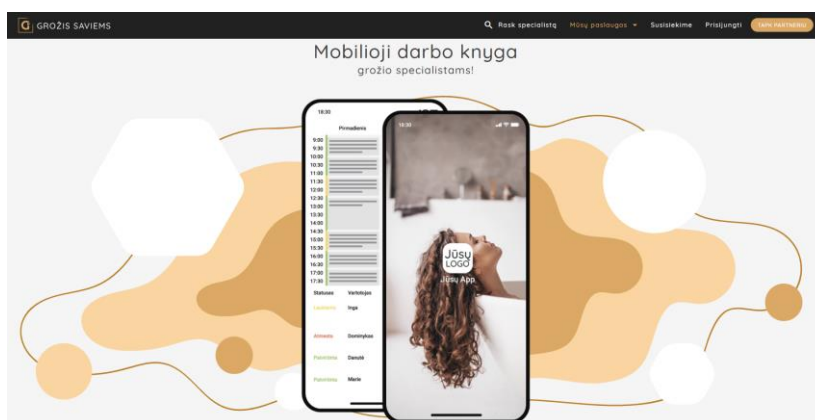 GROŽIS SAVIEMS
Rask specialistą
Mūsų paslaugos
Susisiekime
Prisijungti
TAPK PARTNERIU
Mobilioji darbo knyga
grožio specialistams!
18:30
Pirmadienis
9:00
9:30
10:00
10:30
11:00
11:30
12:00
12:30
13:00
13:30
14:00
14:30
15:00
15:30
16:00
16:30
17:00
17:30
Statusas Vartotojas
Inga
Atmesta Dominykas
Patvirtinta Danutė
Patvirtinta Marie
18:30
Jūsų
LOGO
Jūsų App